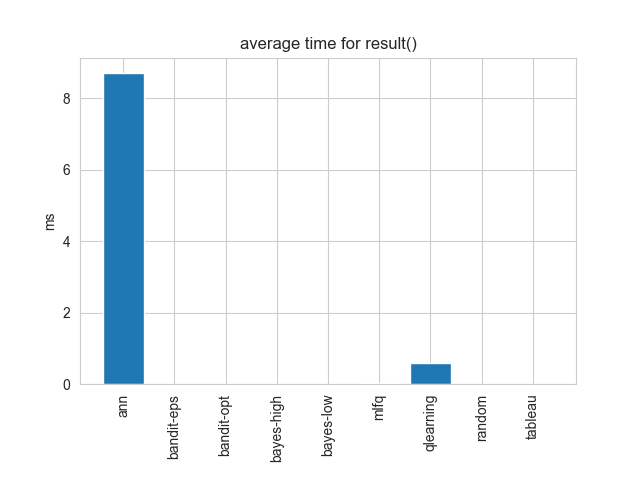 average time for result()
ms
8
6
4
2
0
ann
bandit-eps
bandit-opt
bayes-high
bayes-low
mlfq
qlearning
random
tableau